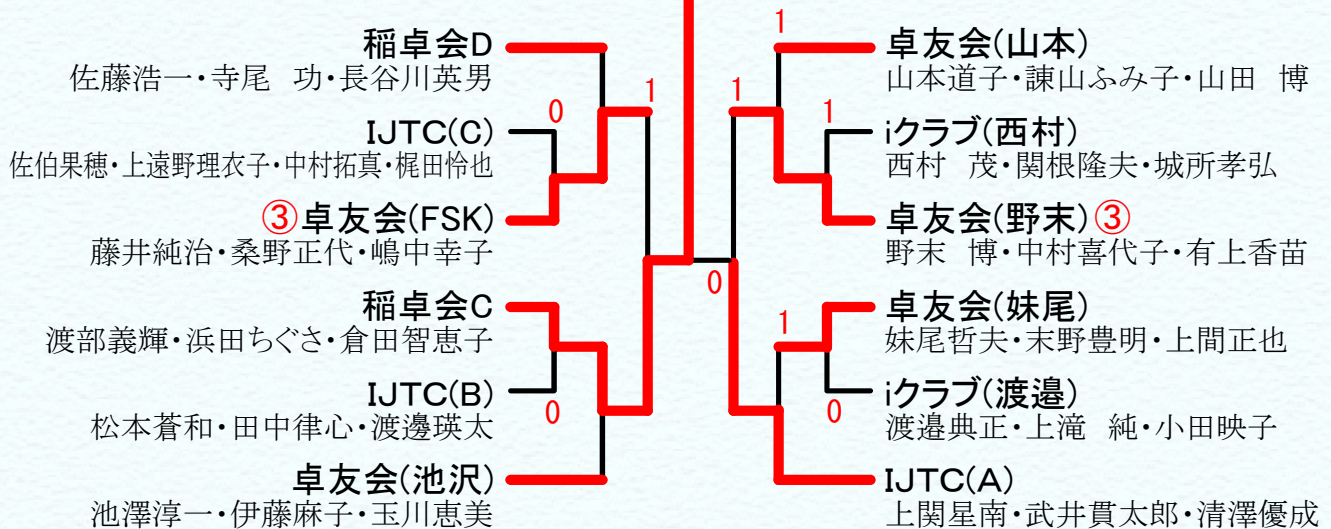 稲卓会D
佐藤浩一・寺尾　功・長谷川英男
0
1
IJTC(C)
佐伯果穂・上遠野理衣子・中村拓真・梶田怜也
③卓友会(FSK)
藤井純治・桑野正代・嶋中幸子
稲卓会C
渡部義輝・浜田ちぐさ・倉田智恵子
IJTC(B)
0
松本蒼和・田中律心・渡邊瑛太
卓友会(池沢)
池澤淳一・伊藤麻子・玉川恵美
0
1
卓友会(山本)
山本道子・諫山ふみ子・山田　博
1
1
iクラブ(西村)
西村　茂・関根隆夫・城所孝弘
卓友会(野末)③
野末　博・中村喜代子・有上香苗
卓友会(妹尾)
1
妹尾哲夫・末野豊明・上間正也
iクラブ(渡邉)
0
渡邉典正・上滝　純・小田映子
IJTC(A)
上関星南・武井貫太郎・清澤優成